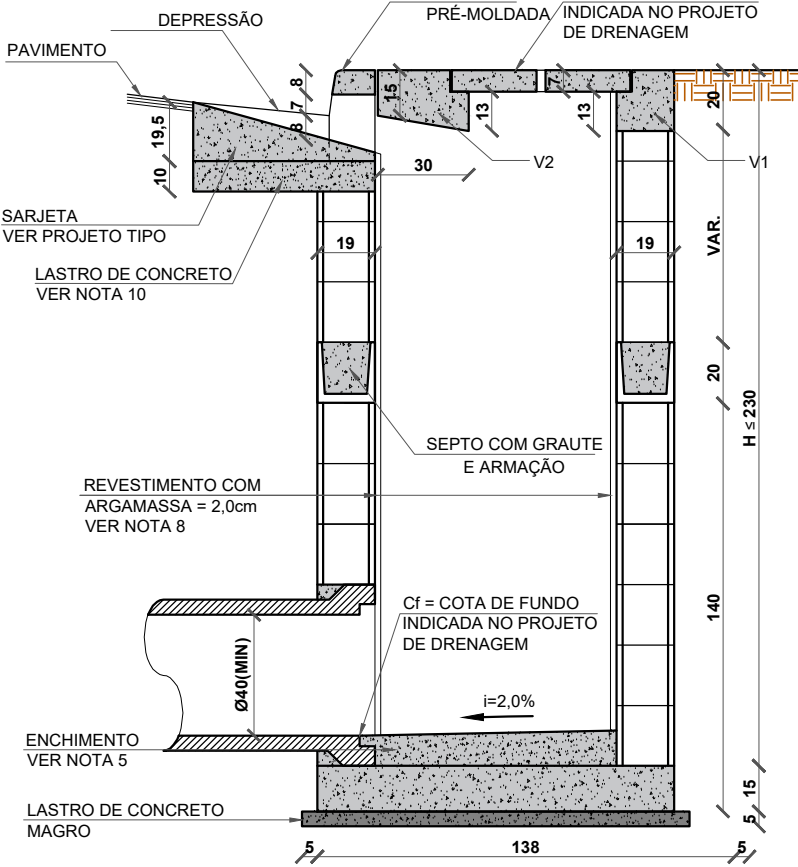 DEPRESSÃO
PRÉ-MOLDADA
INDICADA NO PROJETO
DE DRENAGEM
PAVIMENTO
8
7
8
15
13
7
13
20
19,5
10
30
V2
V1
SARJETA
VER PROJETO TIPO
19
19
VAR.
LASTRO DE CONCRETO
VER NOTA 10
20
H ≤ 230
SEPTO COM GRAUTE
E ARMAÇÃO
REVESTIMENTO COM
ARGAMASSA = 2,0cm
VER NOTA 8
Cf = COTA DE FUNDO
INDICADA NO PROJETO
DE DRENAGEM
140
Ø40(MIN)
i=2,0%
ENCHIMENTO
VER NOTA 5
15
LASTRO DE CONCRETO
MAGRO
5
5
138
5